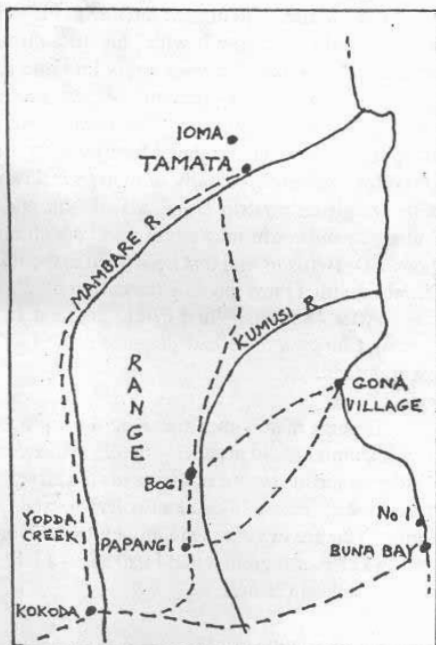 IOMA
TAMATA
MAMBARE R.
KUMUSI R
RANGE
GONA
VILLAGE
BOGI
No 1
YODDA
CREEK
PAPANGI
BUNA BAY
KOKODA